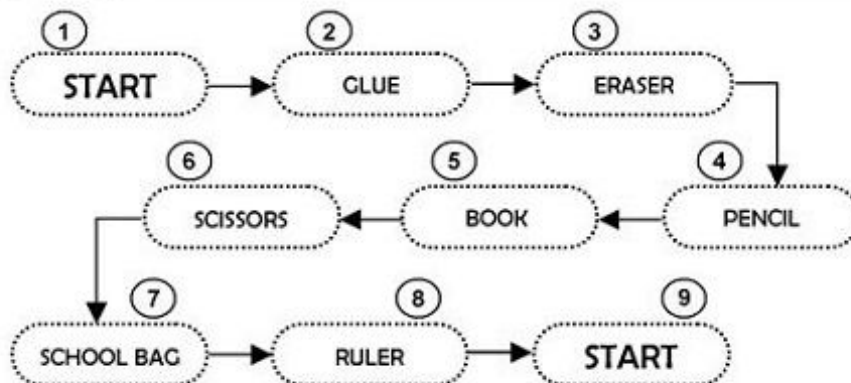 1
START
2
GLUE
3
ERASER
4
PENCIL
5
BOOK
6
SCISSORS
7
SCHOOL BAG
8
RULER
9
START